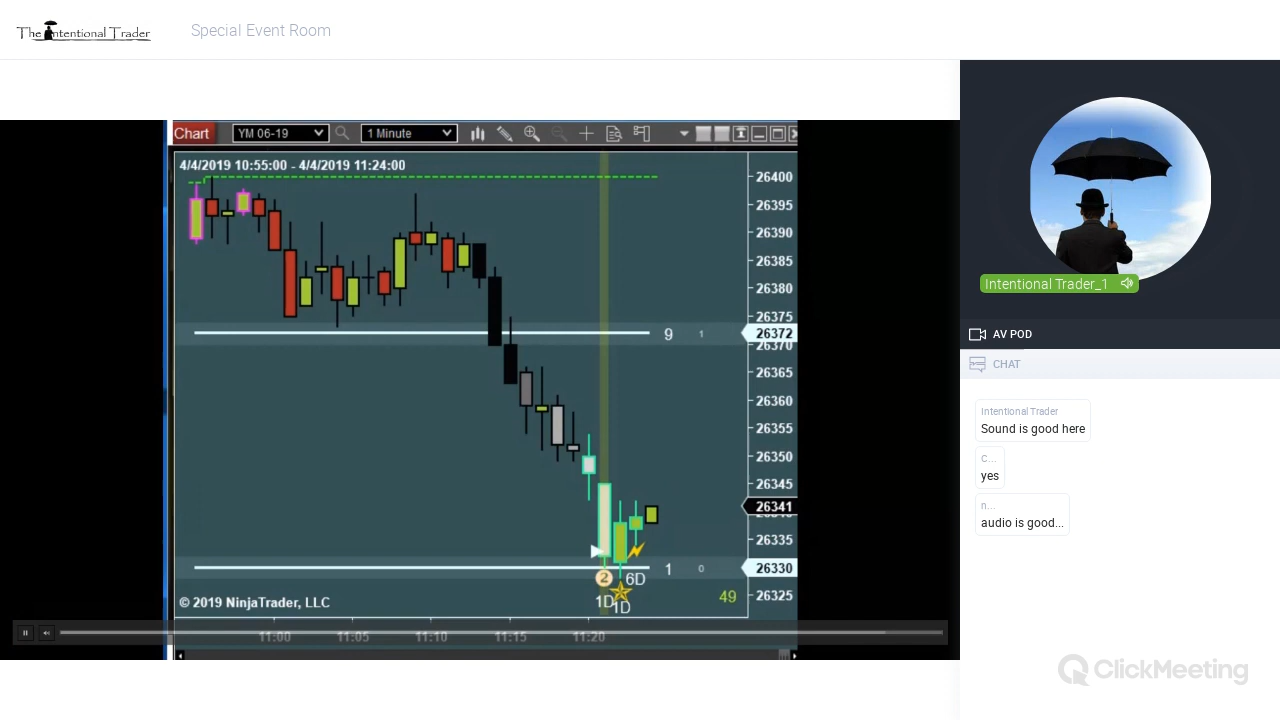 The Intentional Trader
Special Event Room
Chart
YM 06-19
1 Minute
4/4/2019 10:55:00 - 4/4/2019 11:24:00
26400
26395
26390
26385
26380
26375
26372
26370
26365
26360
26355
26350
26345
26341
26335
26330
26325
9 1
1 0
2
6D
1D
1D
49
© 2019 NinjaTrader, LLC
11:00 11:05 11:10 11:15 11:20
Intentional Trader_1
AV POD
CHAT
Intentional Trader
Sound is good here
C...
yes
n...
audio is good...
ClickMeeting